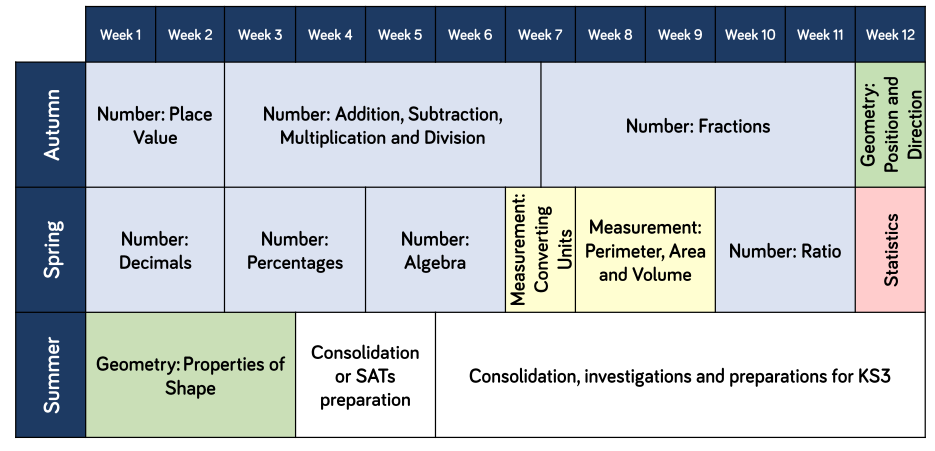 Week 1 Week 2 Week 3 Week 4 Week 5 Week 6 Week 7 Week 8 Week 9 Week 10 Week 11 Week 12
Autumn
Number: Place
Value
Number: Addition, Subtraction,
Multiplication and Division
Number: Fractions
Geometry:
Position and
Direction
Spring
Number:
Decimals
Number:
Percentages
Number:
Algebra
Measurement:
Converting
Units
Measurement:
Perimeter, Area
and Volume
Number: Ratio
Statistics
Summer
Geometry: Properties of
Shape
Consolidation
or SATs
preparation
Consolidation, investigations and preparations for KS3